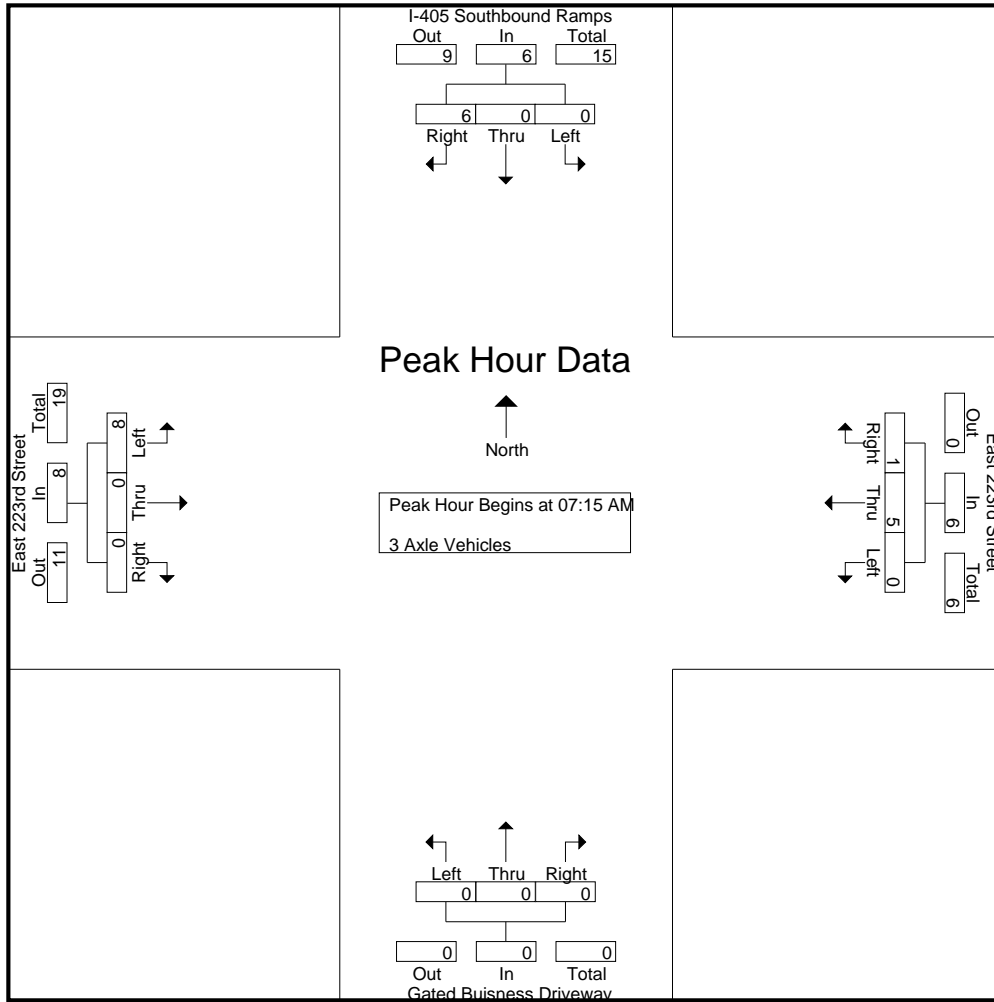 I-405 Southbound Ramps
Out In Total
9 6 15
6 0 0
Right Thru Left
Peak Hour Data
North
Peak Hour Begins at 07:15 AM
3 Axle Vehicles
East 223rd Street
Out In Total
11 8 19
Right Thru Left
0 0 8
East 223rd Street
Out In Total
0 6 6
Right Thru Left
1 5 0
Left Thru Right
0 0 0
0 0 0
Out In Total
Gated Buisness Driveway